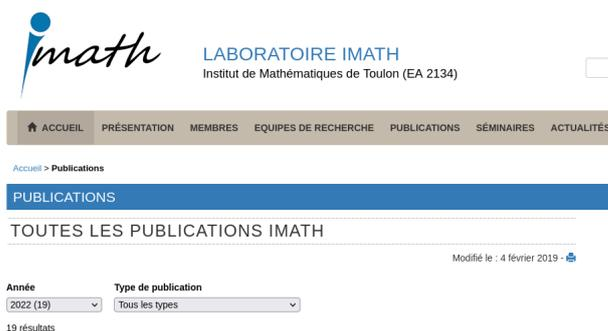 imath
LABORATOIRE IMATH
Institut de Mathématiques de Toulon (EA 2134)
ACCUEIL PRÉSENTATION MEMBRES EQUIPES DE RECHERCHE PUBLICATIONS SÉMINAIRES ACTUALITÉS
Accueil > Publications
PUBLICATIONS
TOUTES LES PUBLICATIONS IMATH
Modifié le : 4 février 2019 -
Année Type de publication
2022 (19) Tous les types
19 résultats